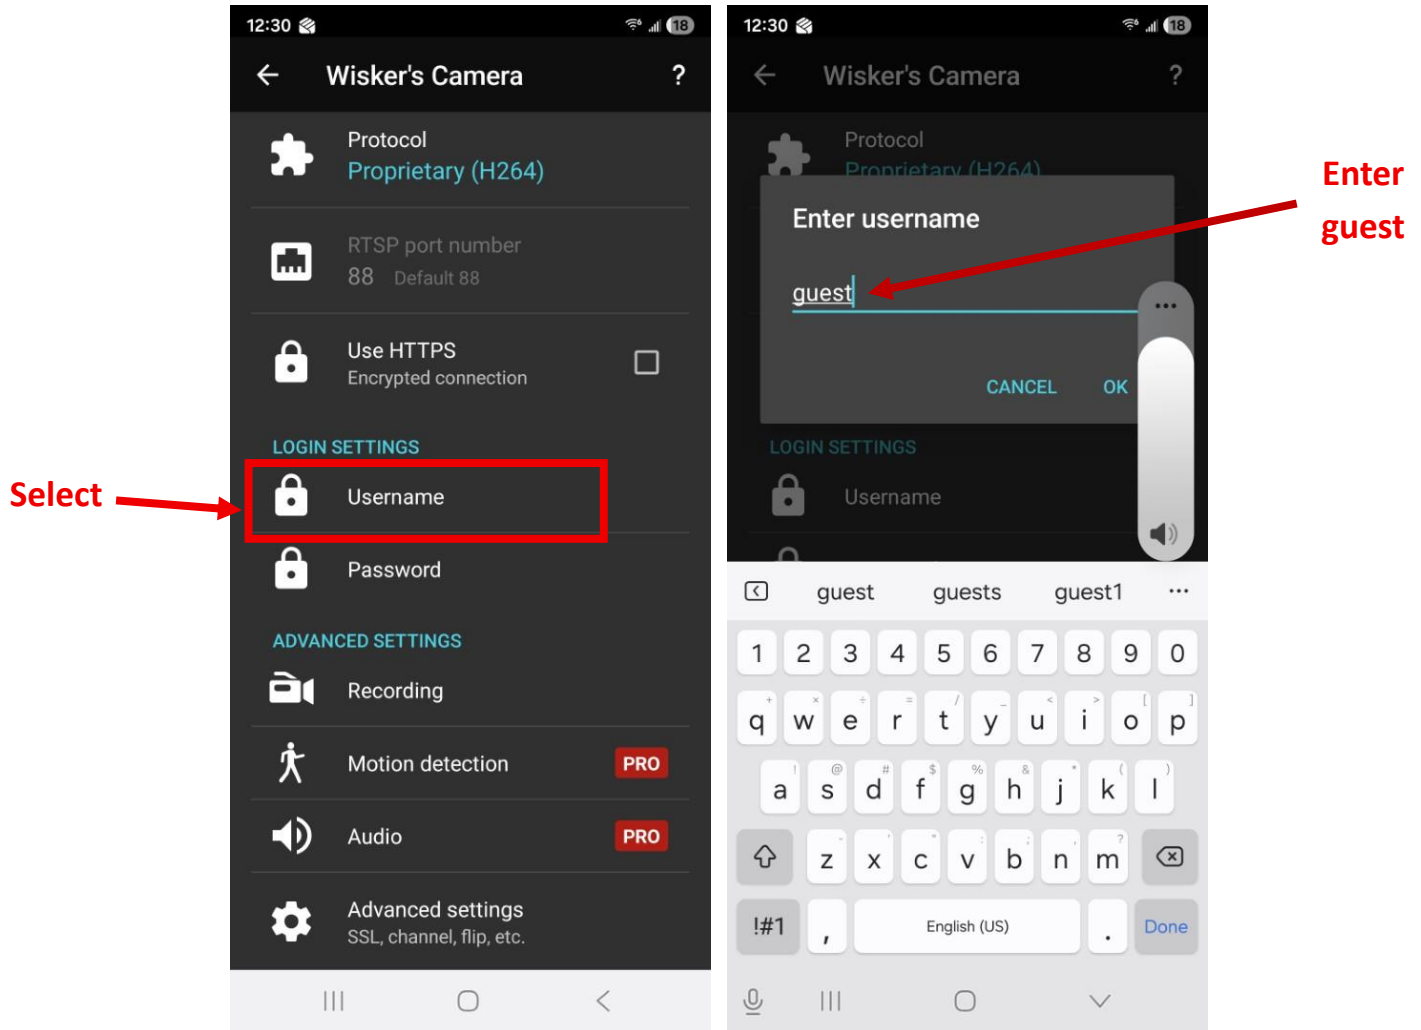 12:30
18
Wisker's Camera
?
Protocol
Proprietary (H264)
RTSP port number
88 Default 88
Use HTTPS
Encrypted connection
LOGIN SETTINGS
Select
Username
Password
ADVANCED SETTINGS
Recording
Motion detection PRO
Audio PRO
Advanced settings
SSL, channel, flip, etc.
12:30
18
Wisker's Camera
?
Protocol
Proprietary (H264)
Enter username
guest
CANCEL OK
Enter
guest
LOGIN SETTINGS
Username
guest guests guest1 ...
1 2 3 4 5 6 7 8 9 0
+ × ÷ = / _ < > [ ]
q w e r t y u i o p
! @ # $ % & * ( )
a s d f g h j k l
- ' " : ; , ?
z x c v b n m
!#1 , English (US) . Done